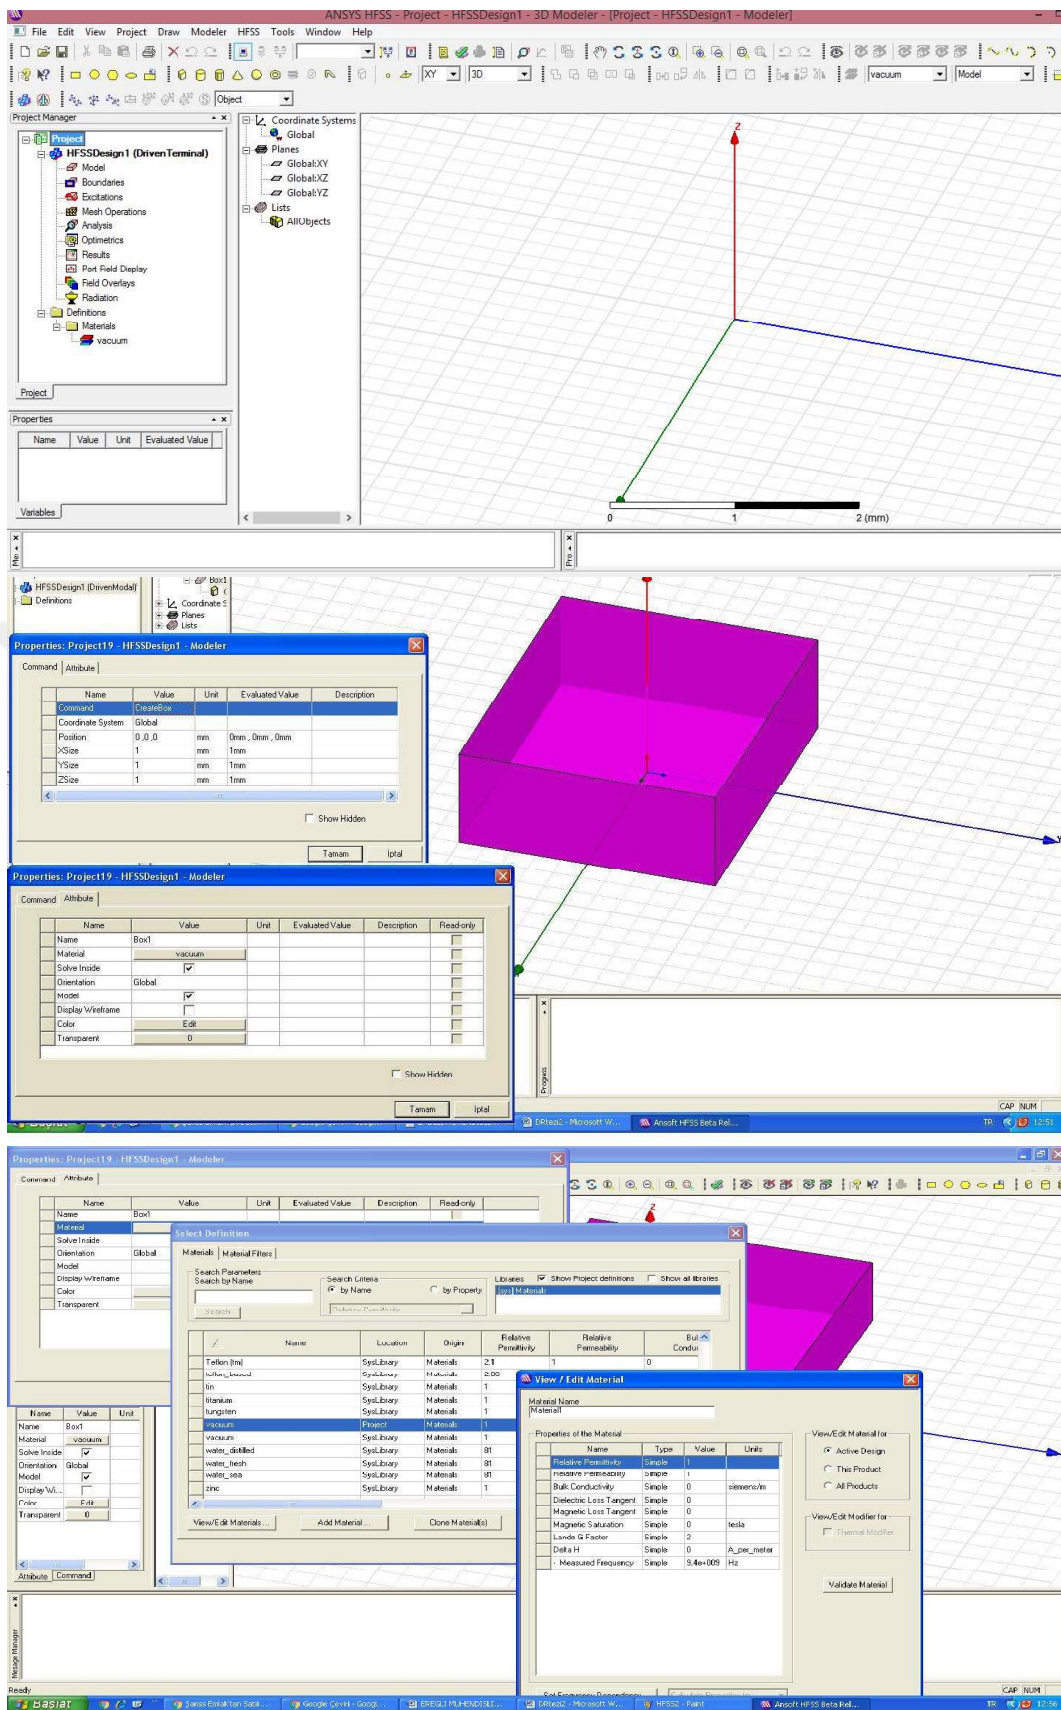 ANSYS HFSS - Project - HFSSDesign1 - 3D Modeler - [Project - HFSSDesign1 - Modeler]
File Edit View Project Draw Modeler HFSS Tools Window Help
XY 3D vacuum Model
Object
Project Manager
Project
HFSSDesign1 (DrivenTerminal)
Model
Boundaries
Excitations
Mesh Operations
Analysis
Optimetrics
Results
Port Field Display
Field Overlays
Radiation
Definitions
Materials
vacuum
Project
Coordinate Systems
Global
Planes
Global:XY
Global:XZ
Global:YZ
Lists
AllObjects
Z
0 1 2 (mm)
Properties
Name Value Unit Evaluated Value
Variables
Pro
HFSSDesign1 (DrivenModal)
Definitions
Box1
Coordinate S
Planes
Lists
Properties: Project19 - HFSSDesign1 - Modeler
Command Attribute
Name Value Unit Evaluated Value Description
Command CreateBox
Coordinate System Global
Position 0 ,0 ,0 mm 0mm , 0mm , 0mm
XSize 1 mm 1mm
YSize 1 mm 1mm
ZSize 1 mm 1mm
Show Hidden
Tamam Iptal
Properties: Project19 - HFSSDesign1 - Modeler
Command Attribute
Name Value Unit Evaluated Value Description Read-only
Name Box1
Material vacuum
Solve Inside
Orientation Global
Model
Display Wireframe
Color Edit
Transparent 0
Show Hidden
Tamam Iptal
Progress
CAP NUM
DRtezi2 - Microsoft W... Ansoft HFSS Beta Rel... TR 12:51
Properties: Project19 - HFSSDesign1 - Modeler
Command Attribute
Name Value Unit Evaluated Value Description Read-only
Name Box1
Material
Solve Inside
Orientation Global
Model
Display Wireframe
Color
Transparent
Z
Select Definition
Materials Material Filters
Search Parameters
Search by Name
Search
Search Criteria
by Name by Property
Relative Permittivity
Libraries Show Project definitions Show all libraries
[sys] Materials
Name Location Origin Relative Permittivity Relative Permeability Bul Condu
Teflon (tm) SysLibrary Materials 2.1 1 0
teflon_based SysLibrary Materials 2.08
tin SysLibrary Materials 1
titanium SysLibrary Materials 1
tungsten SysLibrary Materials 1
vacuum Project Materials 1
vacuum SysLibrary Materials 1
water_distilled SysLibrary Materials 81
water_fresh SysLibrary Materials 81
water_sea SysLibrary Materials 81
zinc SysLibrary Materials 1
View/Edit Materials ... Add Material ... Clone Material(s)
Name Value Unit
Name Box1
Material vacuum
Solve Inside
Orientation Global
Model
Display Wi...
Color Edit
Transparent 0
Attribute Command
View / Edit Material
Material Name
Material1
Properties of the Material
Name Type Value Units
Relative Permittivity Simple 1
Relative Permeability Simple 1
Bulk Conductivity Simple 0 siemens/m
Dielectric Loss Tangent Simple 0
Magnetic Loss Tangent Simple 0
Magnetic Saturation Simple 0 tesla
Lande G Factor Simple 2
Delta H Simple 0 A_per_meter
- Measured Frequency Simple 9.4e+009 Hz
View/Edit Material for
Active Design
This Product
All Products
View/Edit Modifier for
Thermal Modifier
Validate Material
Message Manager
Ready
CAP NUM
Başlat Şanss Emlak'tan Satılı... Google Çeviri - Googl... EREGLI MUHENDISLI... DRtezi2 - Microsoft W... HFSS2 - Paint Ansoft HFSS Beta Rel... TR 12:56